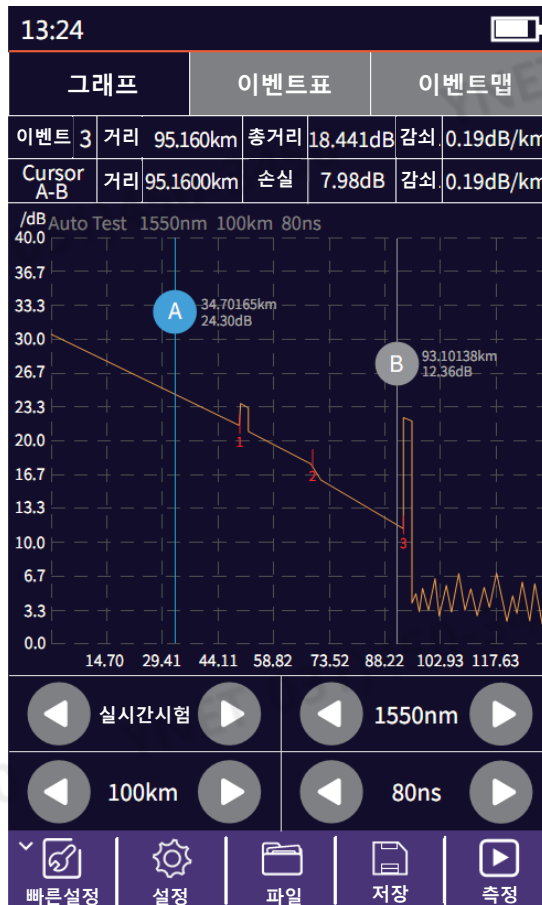 13:24
그래프 이벤트표 이벤트맵
이벤트 3 거리 95.160km 총거리 18.441dB 감쇠 0.19dB/km
Cursor A-B 거리 95.1600km 손실 7.98dB 감쇠 0.19dB/km
/dB Auto Test 1550nm 100km 80ns
40.0
36.7
33.3
A 34.70165km
24.30dB
30.0
B 93.10138km
12.36dB
26.7
23.3
20.0
1
16.7
2
13.3
10.0
3
6.7
3.3
0.0
14.70 29.41 44.11 58.82 73.52 88.22 102.93 117.63
실시간시험 1550nm
100km 80ns
빠른설정 설정 파일 저장 측정